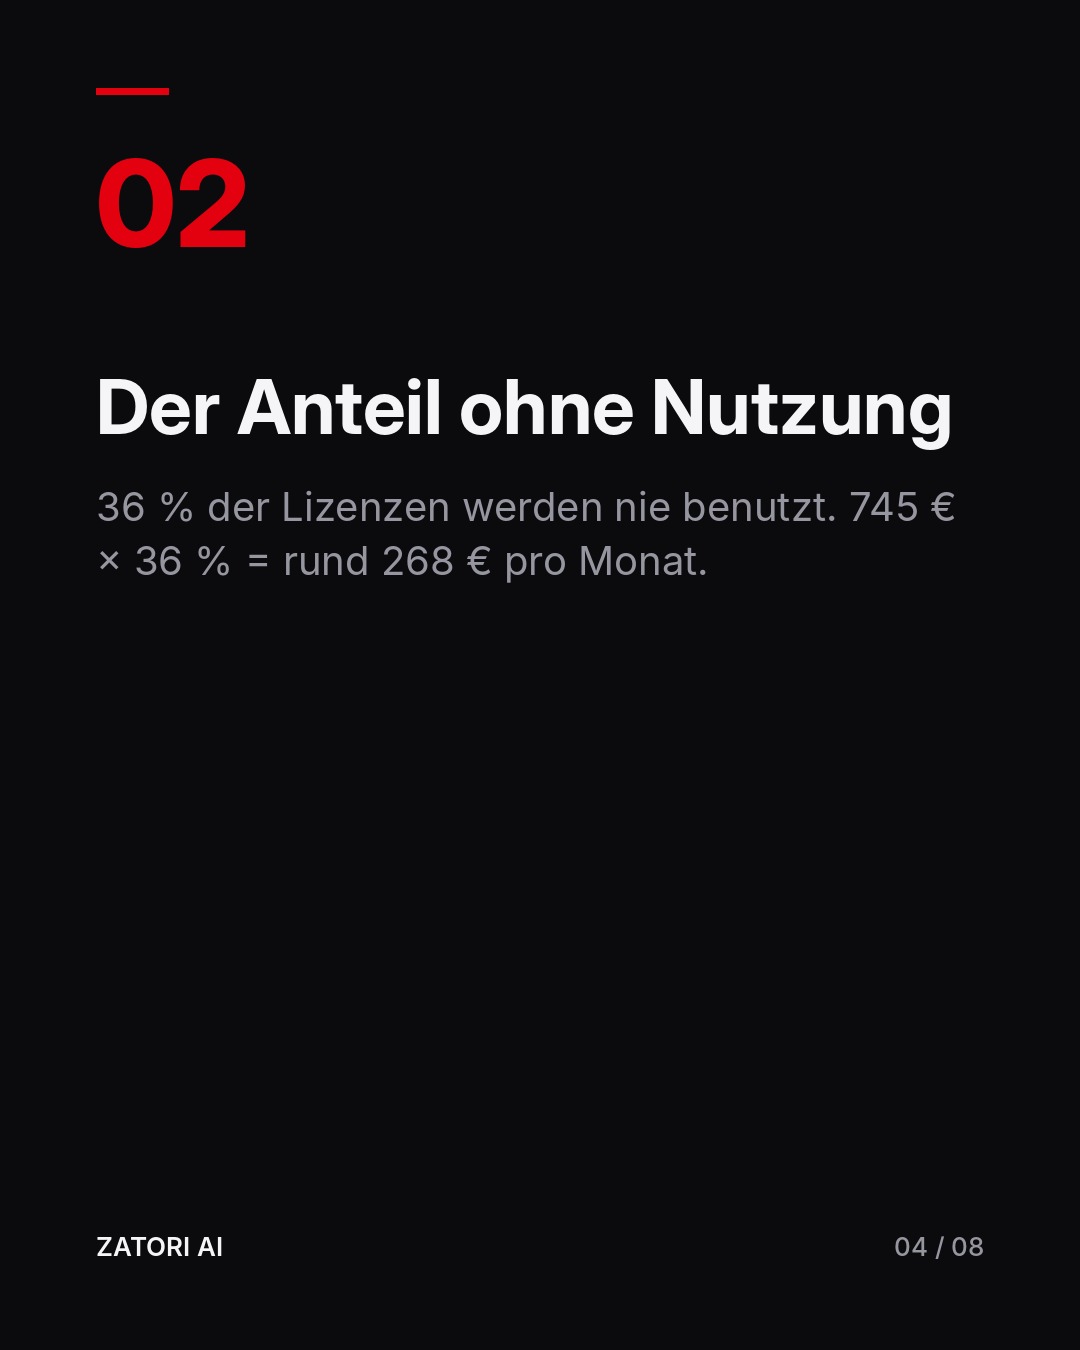 02
Der Anteil ohne Nutzung
36 % der Lizenzen werden nie benutzt. 745 €
× 36 % = rund 268 € pro Monat.
ZATORI AI
04 / 08